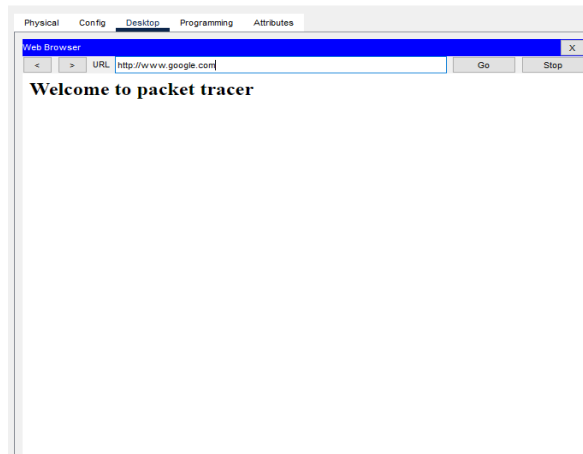 Physical Config Desktop Programming Attributes
Web Browser X
< > URL http://www.google.com Go Stop
Welcome to packet tracer